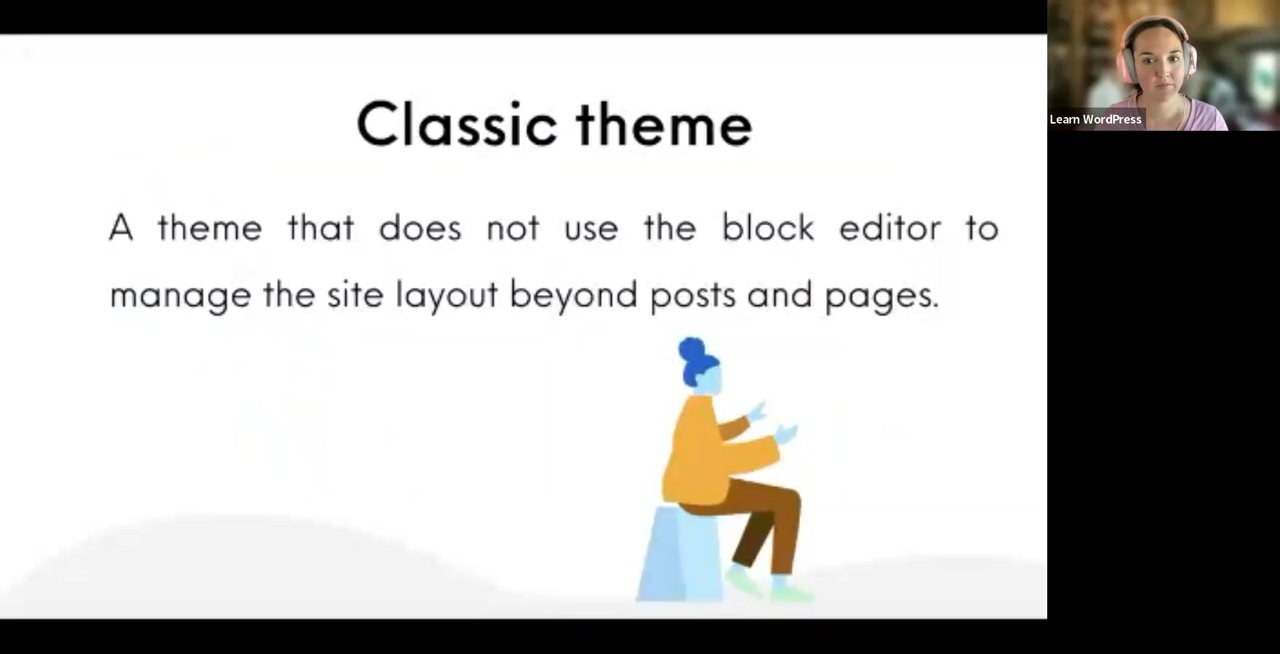 Classic theme
A theme that does not use the block editor to
manage the site layout beyond posts and pages.
Learn WordPress